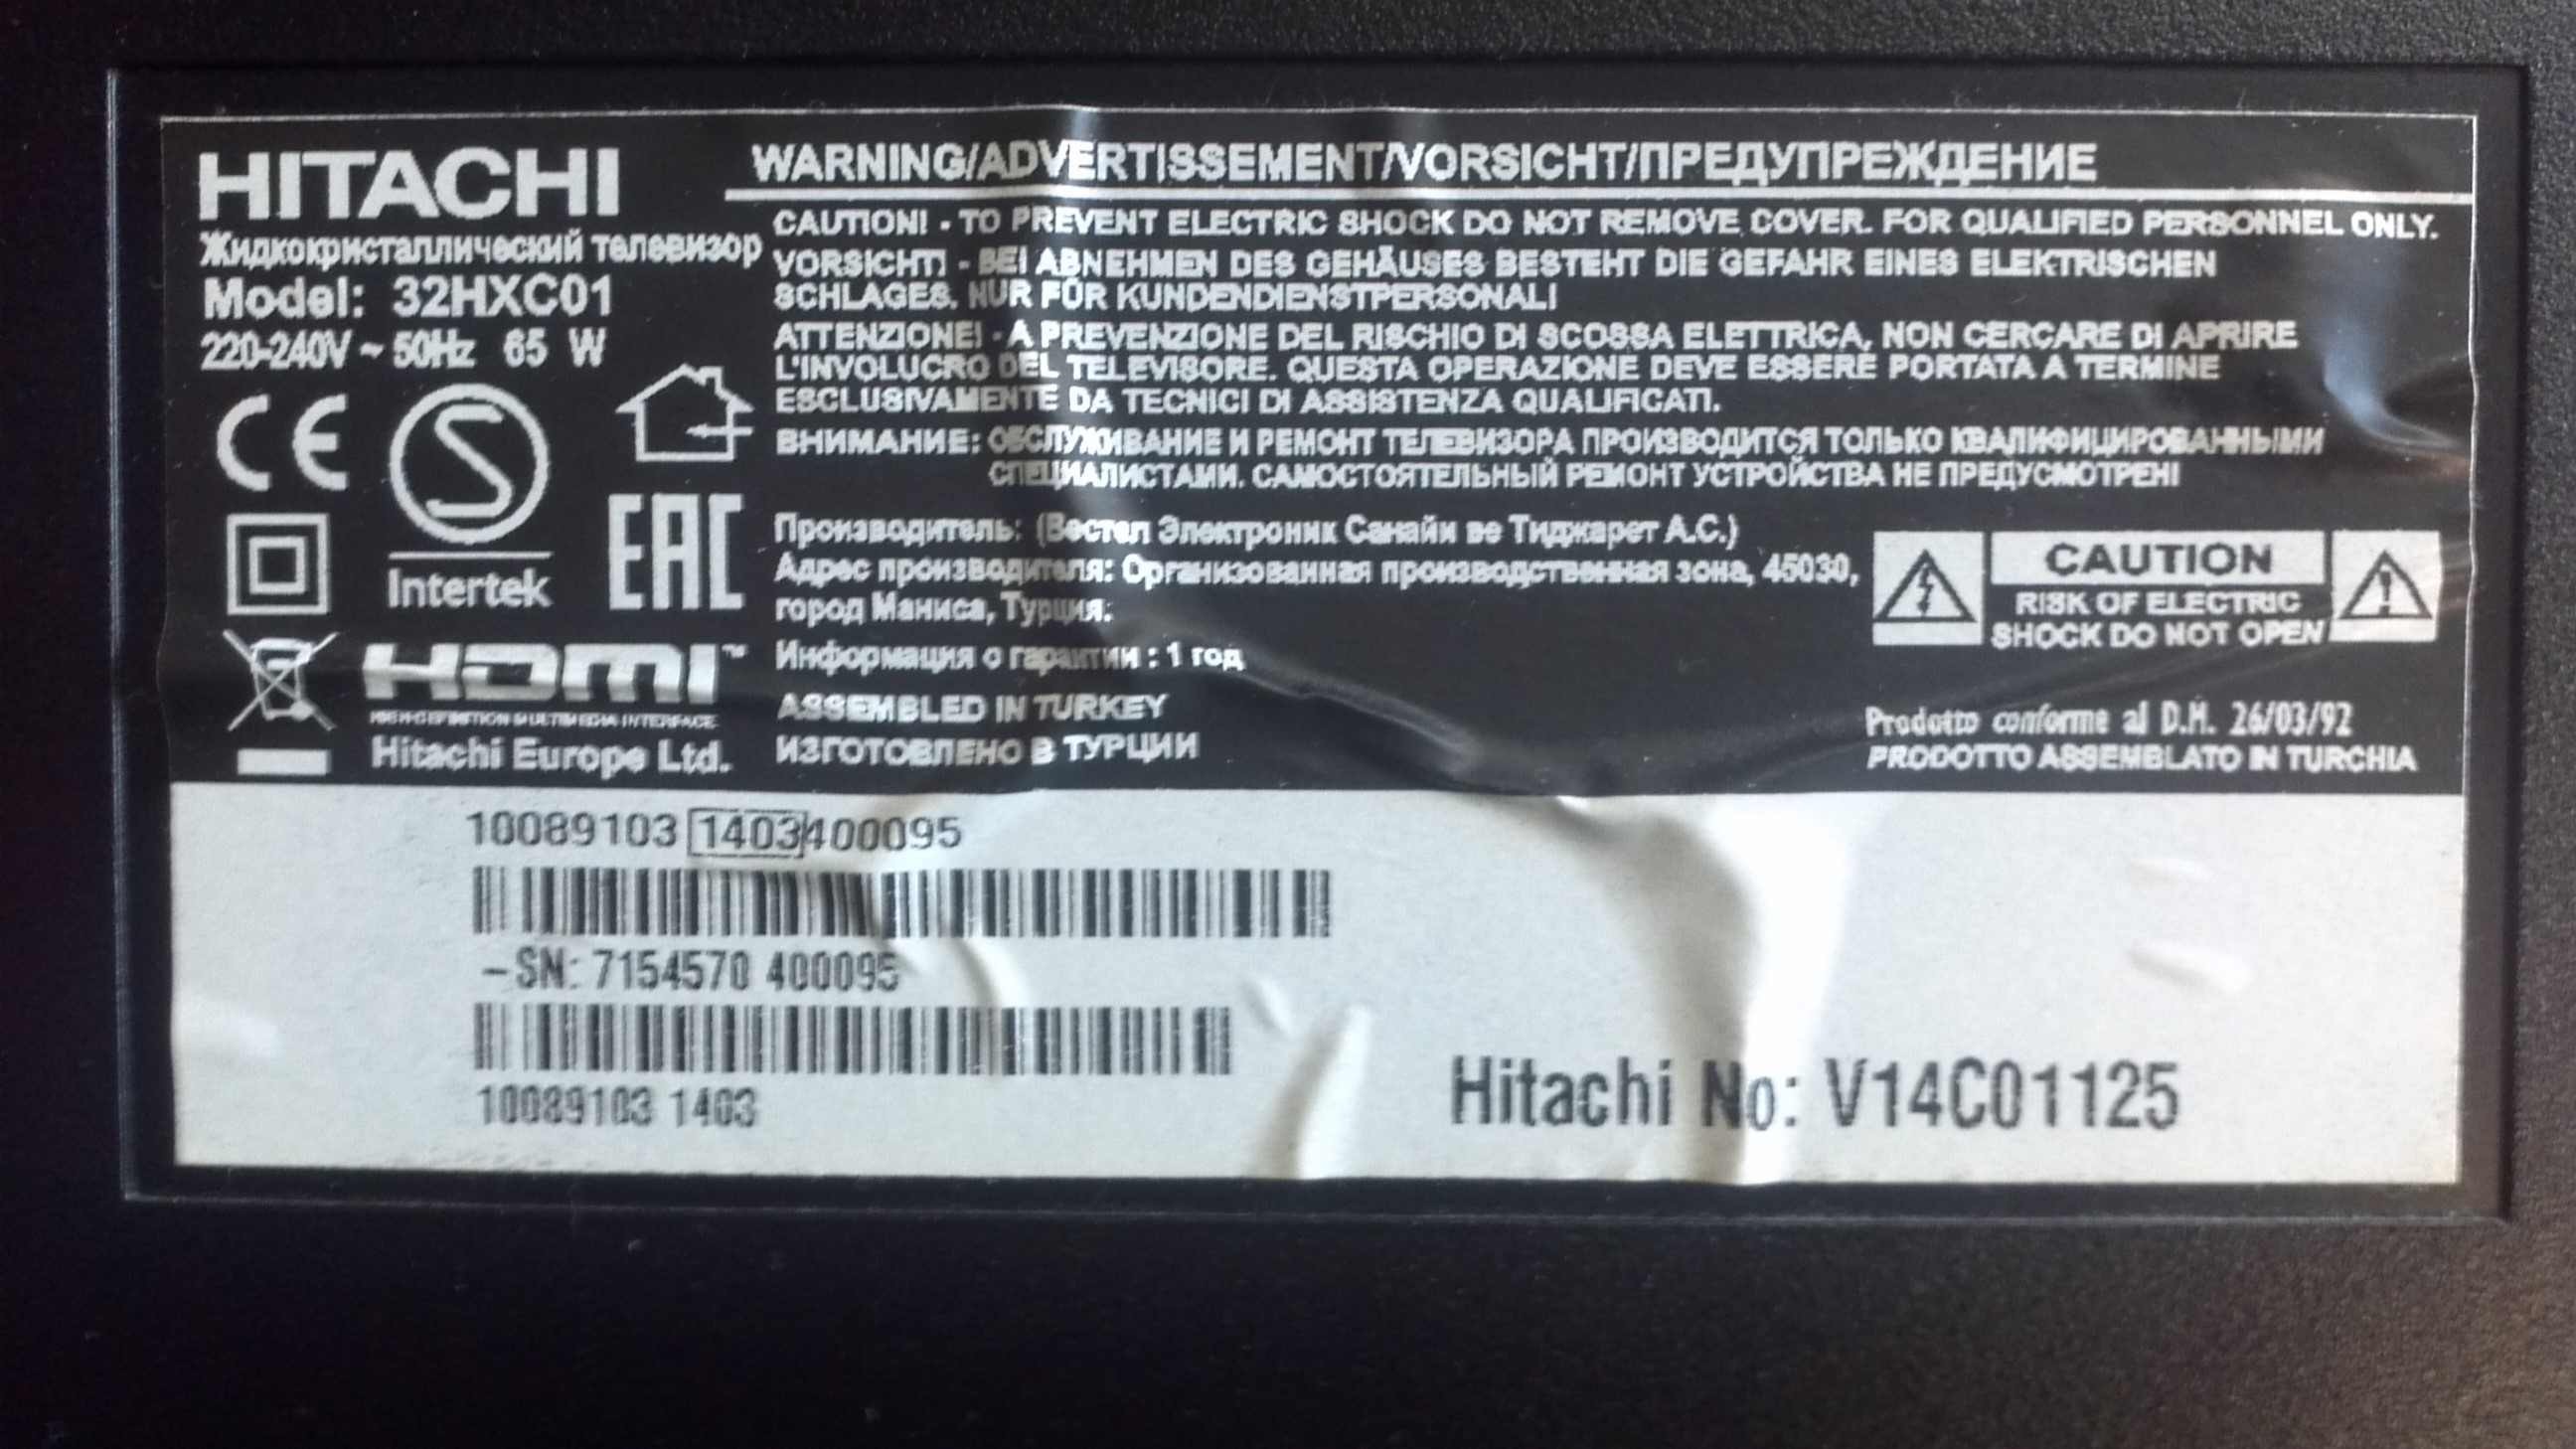 HITACHI
Жидкокристаллический телевизор
Model: 32HXC01
220-240V ~ 50Hz 65 W
CE
S
Intertek
EAC
HDMI™
HIGH-DEFINITION MULTIMEDIA INTERFACE
Hitachi Europe Ltd.
WARNING/ADVERTISSEMENT/VORSICHT/ПРЕДУПРЕЖДЕНИЕ
CAUTION! - TO PREVENT ELECTRIC SHOCK DO NOT REMOVE COVER. FOR QUALIFIED PERSONNEL ONLY.
VORSICHT! - BEI ABNEHMEN DES GEHÄUSES BESTEHT DIE GEFAHR EINES ELEKTRISCHEN
SCHLAGES. NUR FÜR KUNDENDIENSTPERSONAL!
ATTENZIONE! - A PREVENZIONE DEL RISCHIO DI SCOSSA ELETTRICA, NON CERCARE DI APRIRE
L'INVOLUCRO DEL TELEVISORE. QUESTA OPERAZIONE DEVE ESSERE PORTATA A TERMINE
ESCLUSIVAMENTE DA TECNICI DI ASSISTENZA QUALIFICATI.
ВНИМАНИЕ: ОБСЛУЖИВАНИЕ И РЕМОНТ ТЕЛЕВИЗОРА ПРОИЗВОДИТСЯ ТОЛЬКО КВАЛИФИЦИРОВАННЫМИ
СПЕЦИАЛИСТАМИ. САМОСТОЯТЕЛЬНЫЙ РЕМОНТ УСТРОЙСТВА НЕ ПРЕДУСМОТРЕН!
Производитель: (Вестел Электроник Санайи ве Тиджарет А.С.)
Адрес производителя: Организованная производственная зона, 45030,
город Маниса, Турция.
Информация о гарантии : 1 год
ASSEMBLED IN TURKEY
ИЗГОТОВЛЕНО В ТУРЦИИ
CAUTION
RISK OF ELECTRIC
SHOCK DO NOT OPEN
Prodotto conforme al D.M. 26/03/92
PRODOTTO ASSEMBLATO IN TURCHIA
10089103 1403400095
-SN: 7154570 400095
10089103 1403
Hitachi No: V14C01125